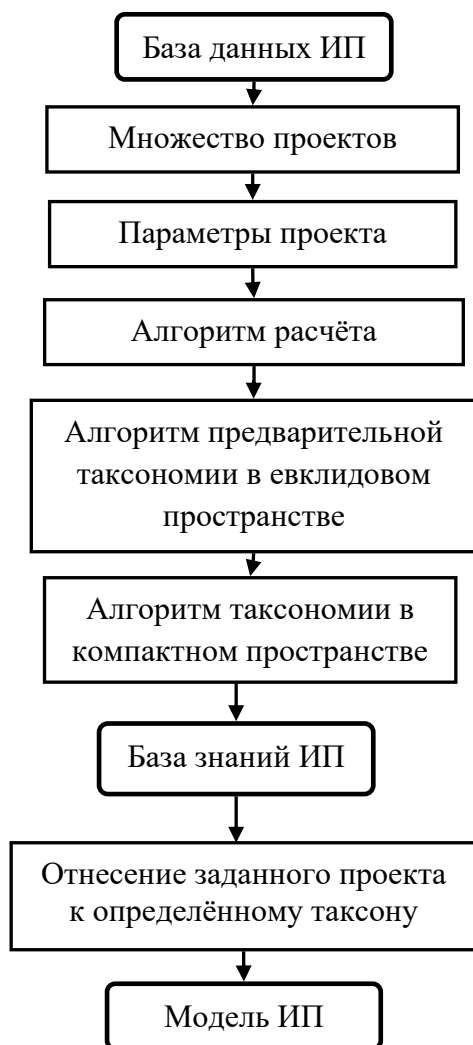 База данных ИП
Множество проектов
Параметры проекта
Алгоритм расчёта
Алгоритм предварительной
таксономии в евклидовом
пространстве
Алгоритм таксономии в
компактном пространстве
База знаний ИП
Отнесение заданного проекта
к определённому таксону
Модель ИП